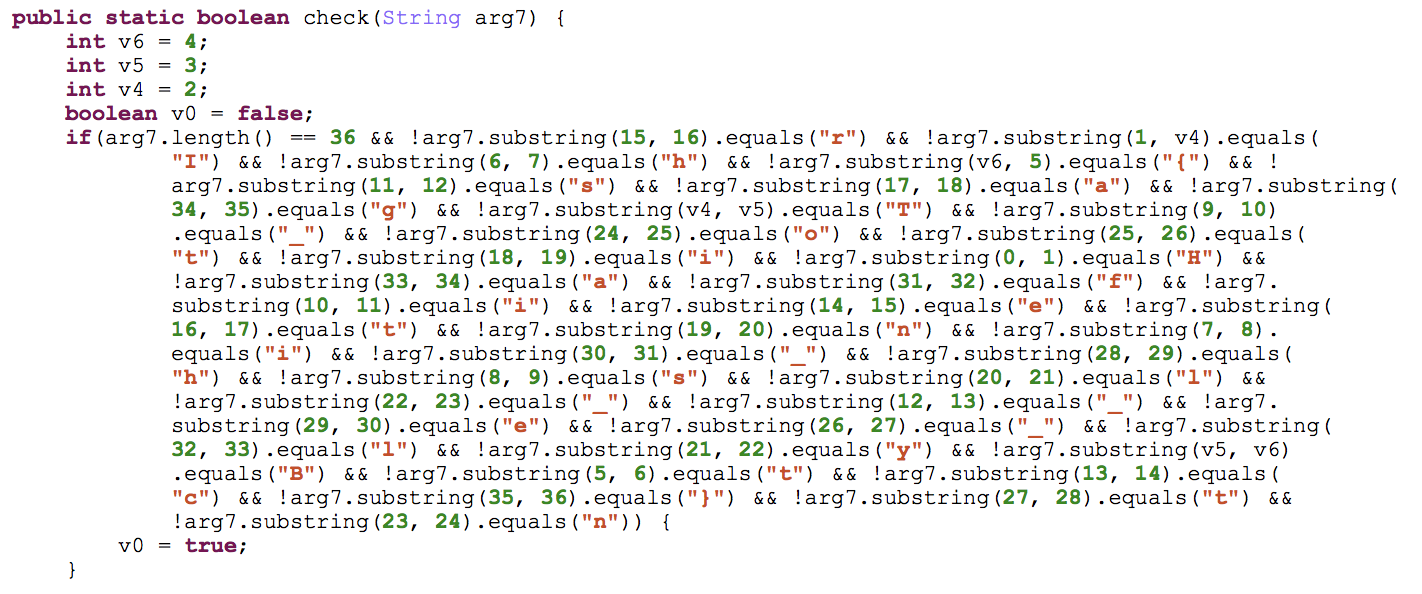 public static boolean check(String arg7) {
int v6 = 4;
int v5 = 3;
int v4 = 2;
boolean v0 = false;
if(arg7.length() == 36 && !arg7.substring(15, 16).equals("r") && !arg7.substring(1, v4).equals(
"I") && !arg7.substring(6, 7).equals("h") && !arg7.substring(v6, 5).equals("{") && !
arg7.substring(11, 12).equals("s") && !arg7.substring(17, 18).equals("a") && !arg7.substring(
34, 35).equals("g") && !arg7.substring(v4, v5).equals("T") && !arg7.substring(9, 10)
.equals("_") && !arg7.substring(24, 25).equals("o") && !arg7.substring(25, 26).equals(
"t") && !arg7.substring(18, 19).equals("i") && !arg7.substring(0, 1).equals("H") &&
!arg7.substring(33, 34).equals("a") && !arg7.substring(31, 32).equals("f") && !arg7.
substring(10, 11).equals("i") && !arg7.substring(14, 15).equals("e") && !arg7.substring(
16, 17).equals("t") && !arg7.substring(19, 20).equals("n") && !arg7.substring(7, 8).
equals("i") && !arg7.substring(30, 31).equals("_") && !arg7.substring(28, 29).equals(
"h") && !arg7.substring(8, 9).equals("s") && !arg7.substring(20, 21).equals("l") &&
!arg7.substring(22, 23).equals("_") && !arg7.substring(12, 13).equals("_") && !arg7.
substring(29, 30).equals("e") && !arg7.substring(26, 27).equals("_") && !arg7.substring(
32, 33).equals("l") && !arg7.substring(21, 22).equals("y") && !arg7.substring(v5, v6)
.equals("B") && !arg7.substring(5, 6).equals("t") && !arg7.substring(13, 14).equals(
"c") && !arg7.substring(35, 36).equals("}") && !arg7.substring(27, 28).equals("t") &&
!arg7.substring(23, 24).equals("n")) {
v0 = true;
}